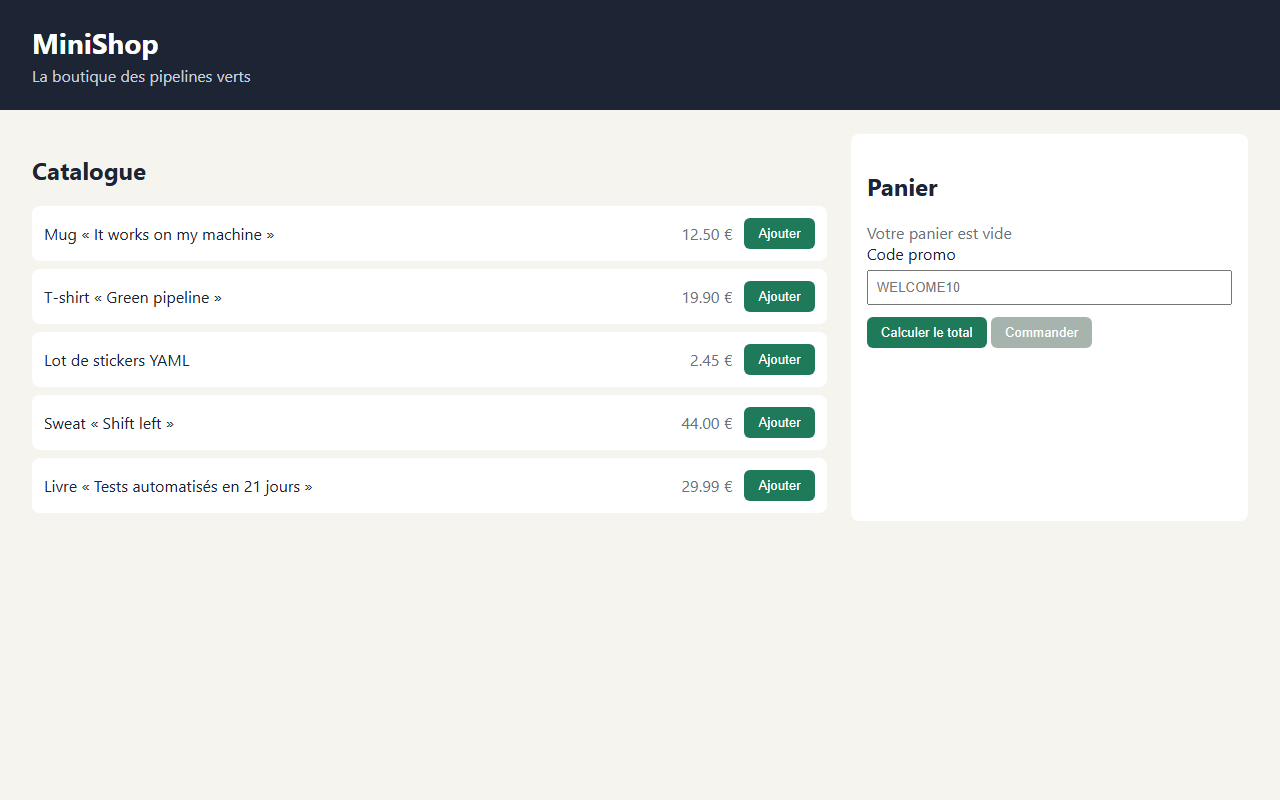 MiniShop
La boutique des pipelines verts
Catalogue
Mug « It works on my machine » 12.50 € Ajouter
T-shirt « Green pipeline » 19.90 € Ajouter
Lot de stickers YAML 2.45 € Ajouter
Sweat « Shift left » 44.00 € Ajouter
Livre « Tests automatisés en 21 jours » 29.99 € Ajouter
Panier
Votre panier est vide
Code promo
WELCOME10
Calculer le total Commander